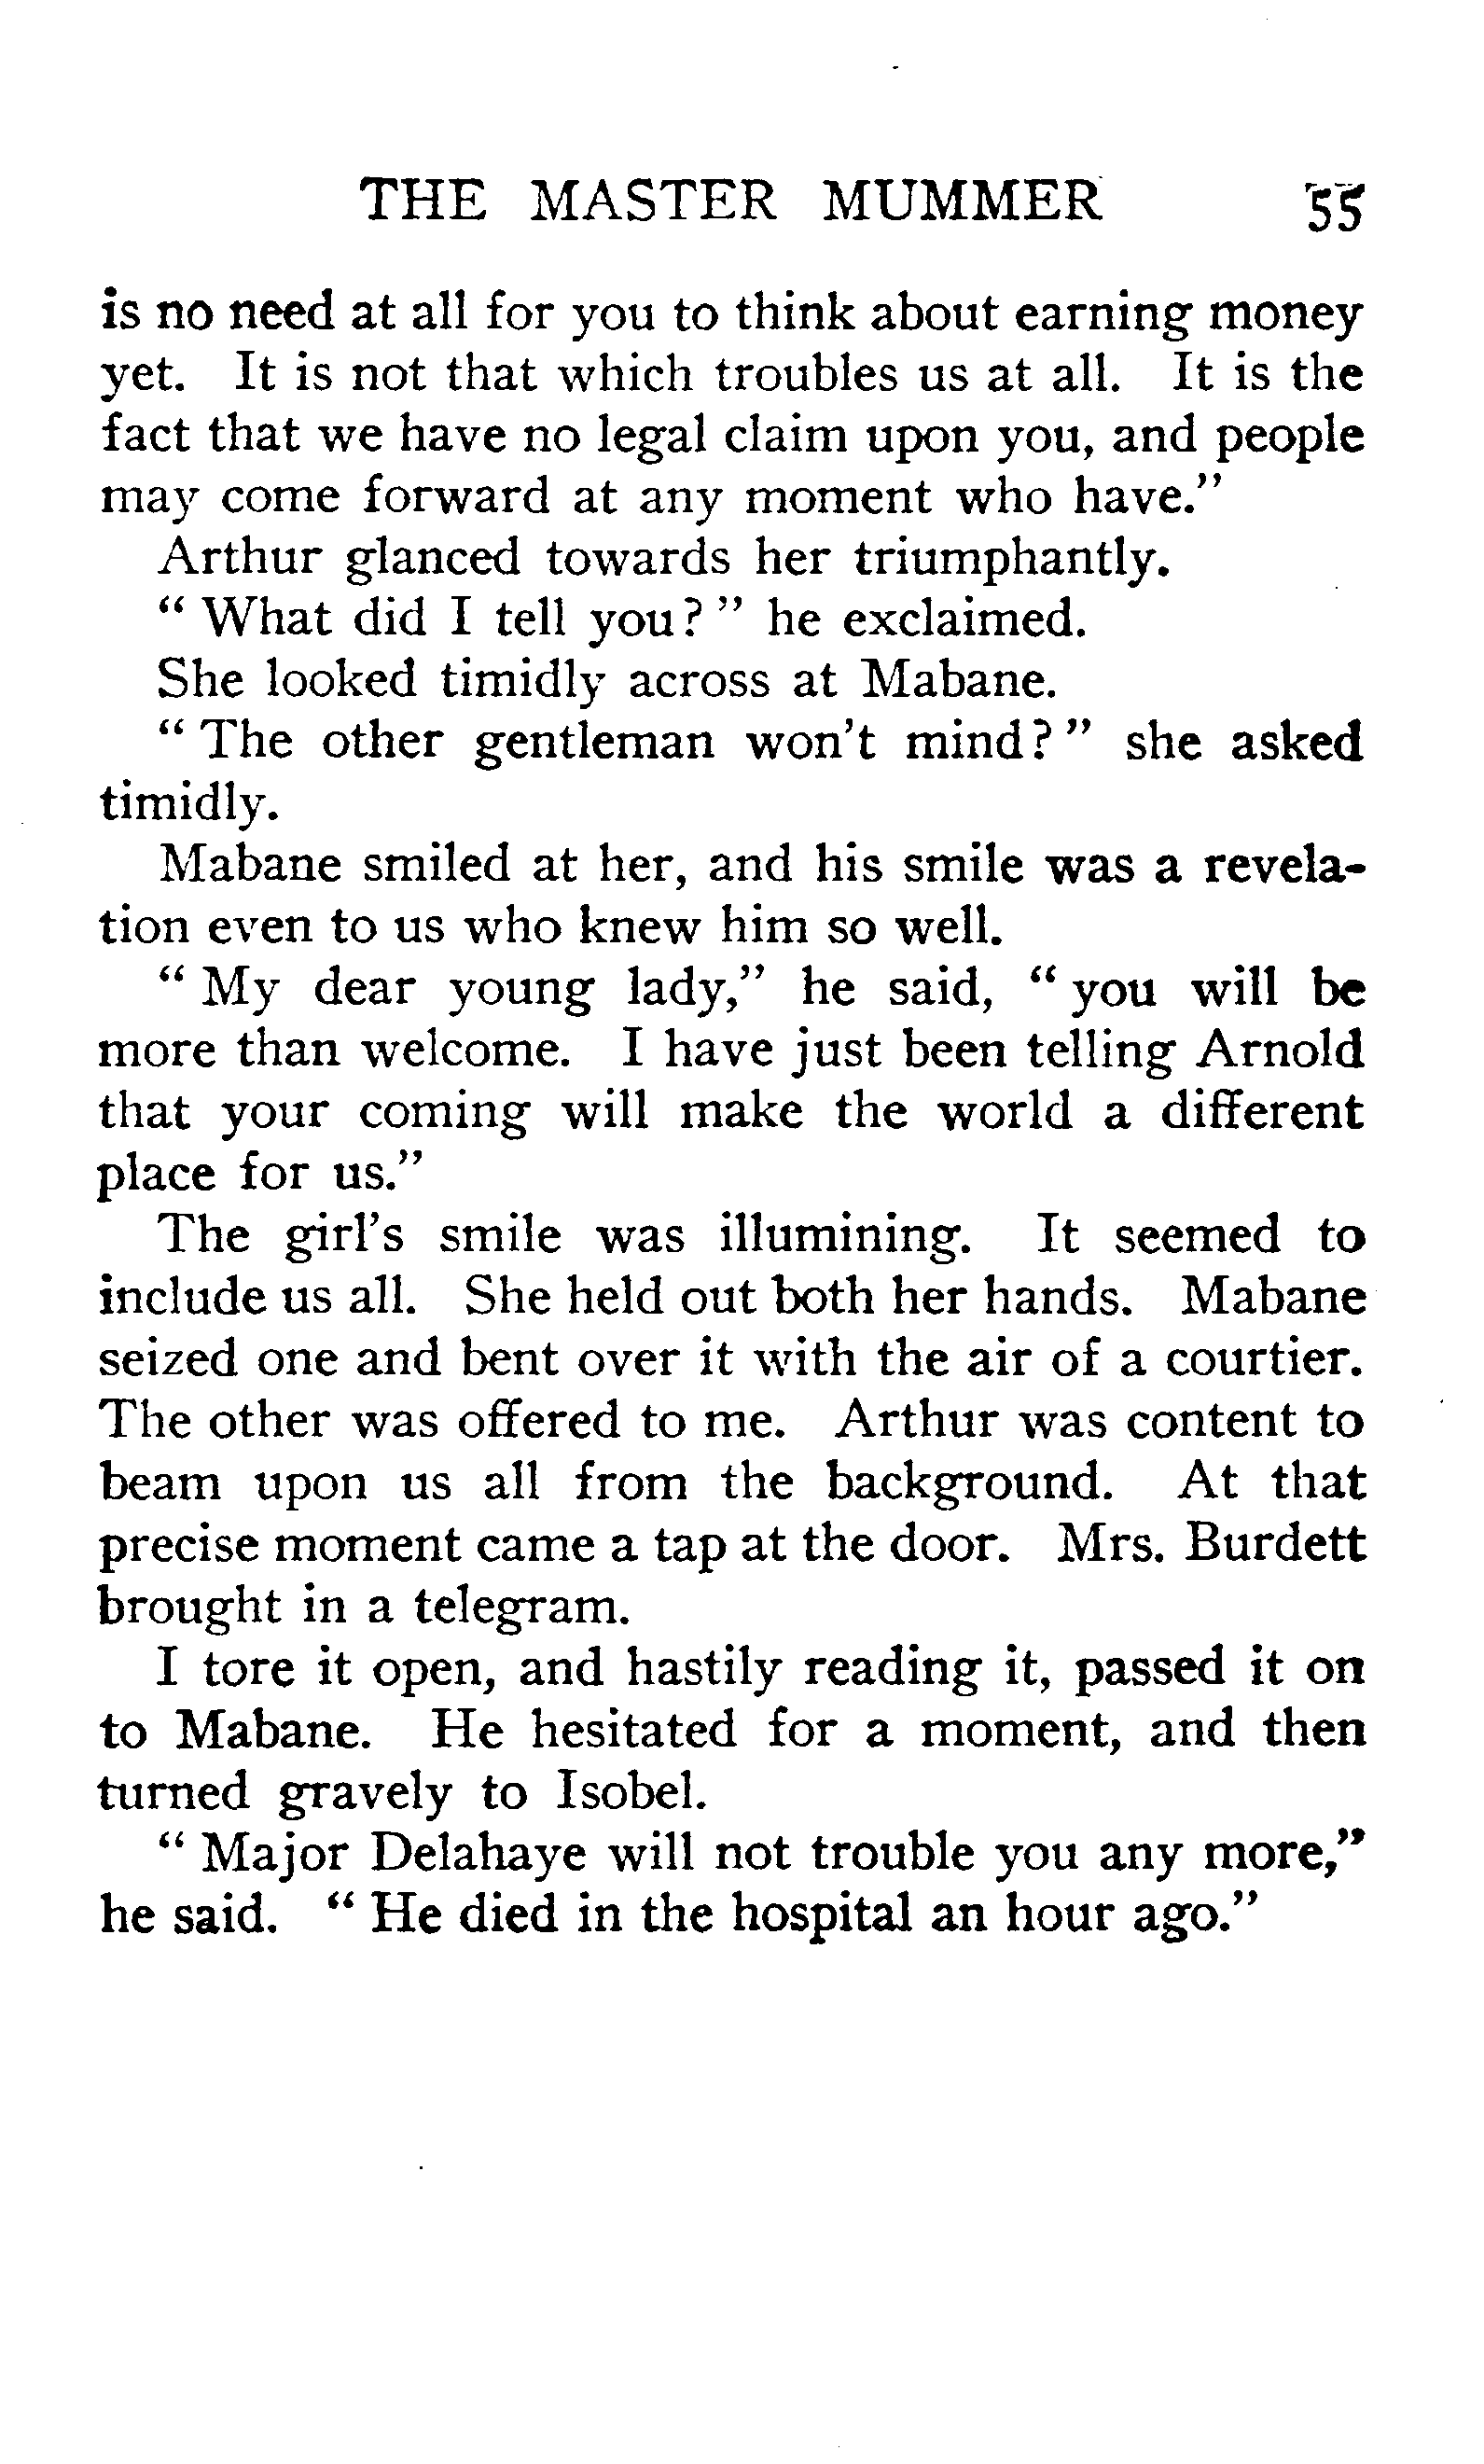 THE MASTER MUMMER 55
is no need at all for you to think about earning money
yet. It is not that which troubles us at all. It is the
fact that we have no legal claim upon you, and people
may come forward at any moment who have."
Arthur glanced towards her triumphantly.
" What did I tell you? " he exclaimed.
She looked timidly across at Mabane.
" The other gentleman won't mind? " she asked
timidly.
Mabane smiled at her, and his smile was a revela-
tion even to us who knew him so well.
" My dear young lady," he said, " you will be
more than welcome. I have just been telling Arnold
that your coming will make the world a different
place for us."
The girl's smile was illumining. It seemed to
include us all. She held out both her hands. Mabane
seized one and bent over it with the air of a courtier.
The other was offered to me. Arthur was content to
beam upon us all from the background. At that
precise moment came a tap at the door. Mrs. Burdett
brought in a telegram.
I tore it open, and hastily reading it, passed it on
to Mabane. He hesitated for a moment, and then
turned gravely to Isobel.
" Major Delahaye will not trouble you any more,"
he said. " He died in the hospital an hour ago."